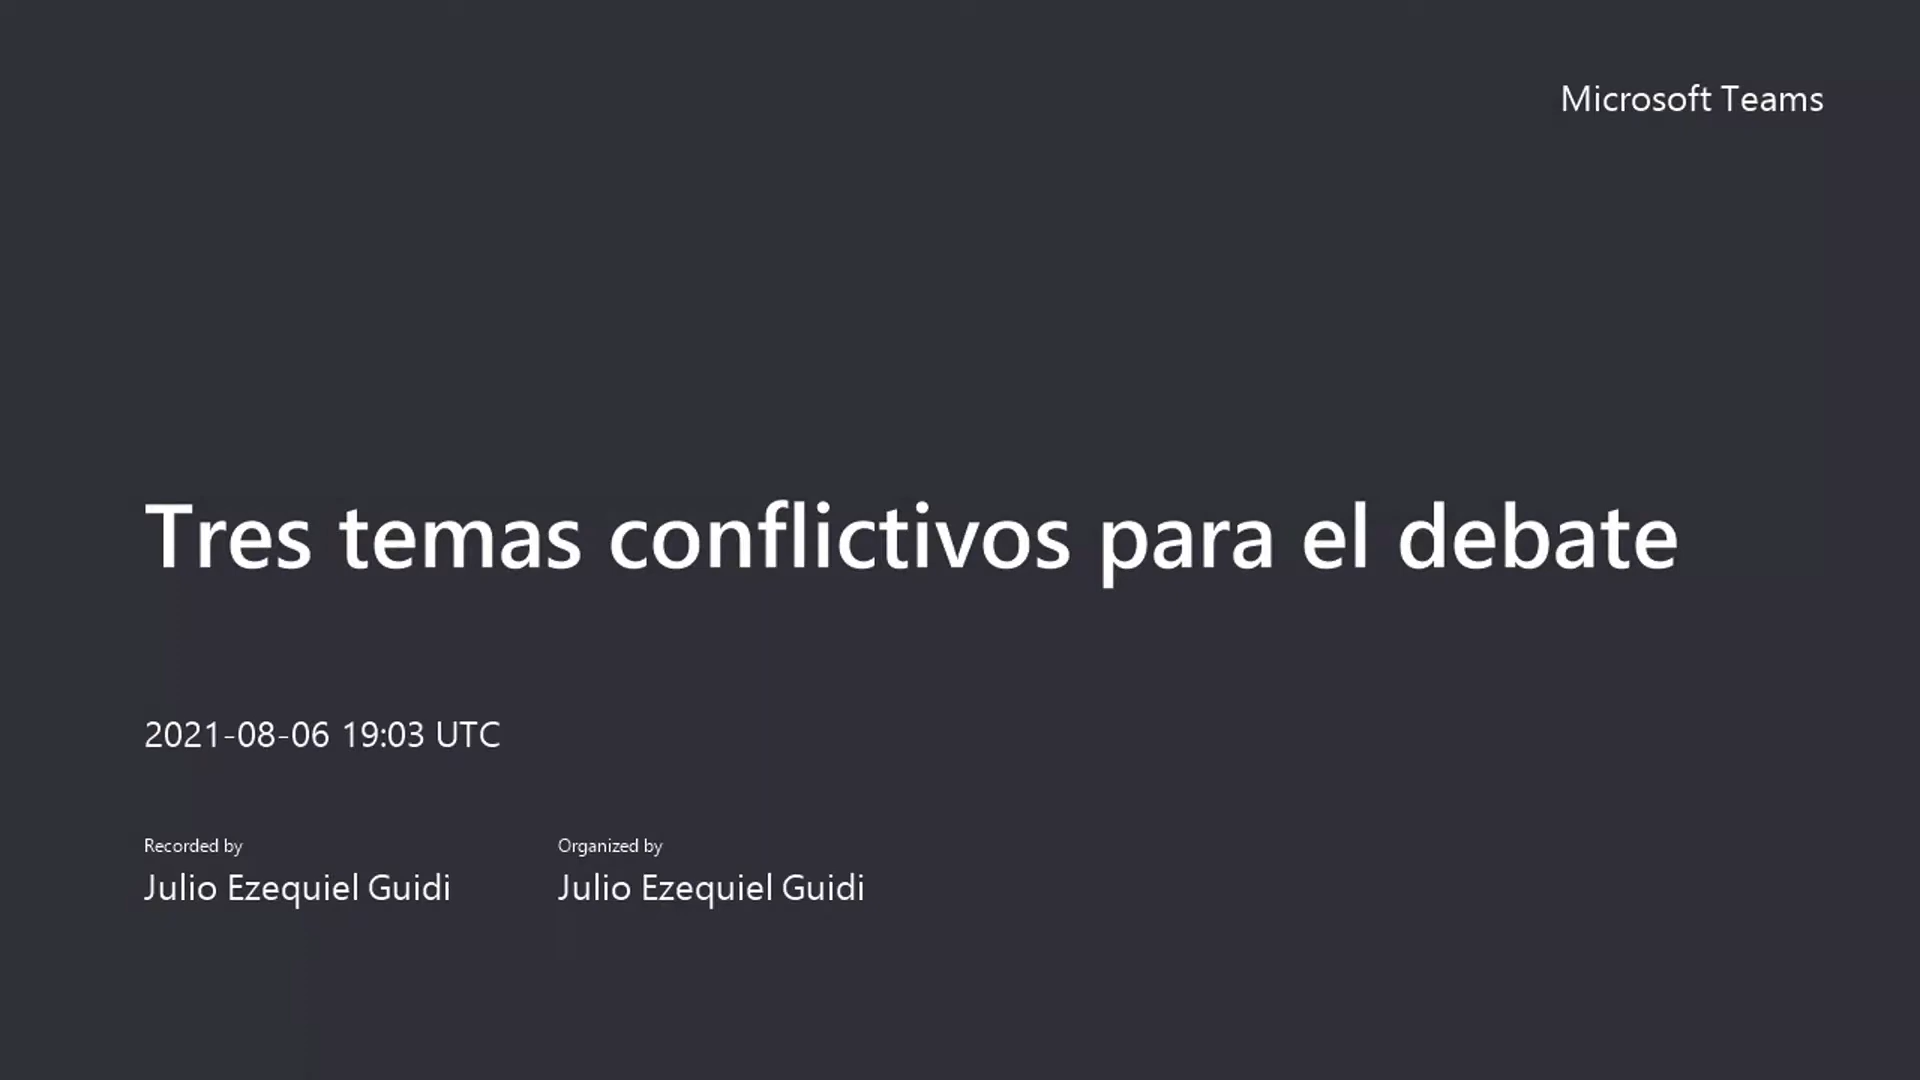 Microsoft Teams
Tres temas conflictivos para el debate
2021-08-06 19:03 UTC
Recorded by
Julio Ezequiel Guidi
Organized by
Julio Ezequiel Guidi